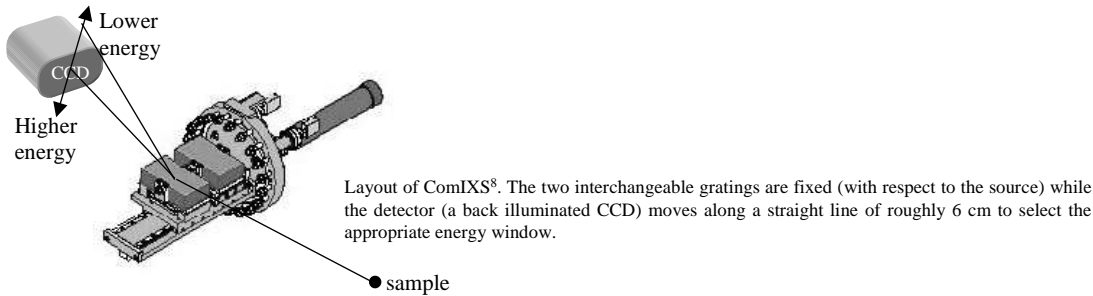 Lower
energy
CCD
Higher
energy
Layout of ComIXS⁸. The two interchangeable gratings are fixed (with respect to the source) while
the detector (a back illuminated CCD) moves along a straight line of roughly 6 cm to select the
appropriate energy window.
sample